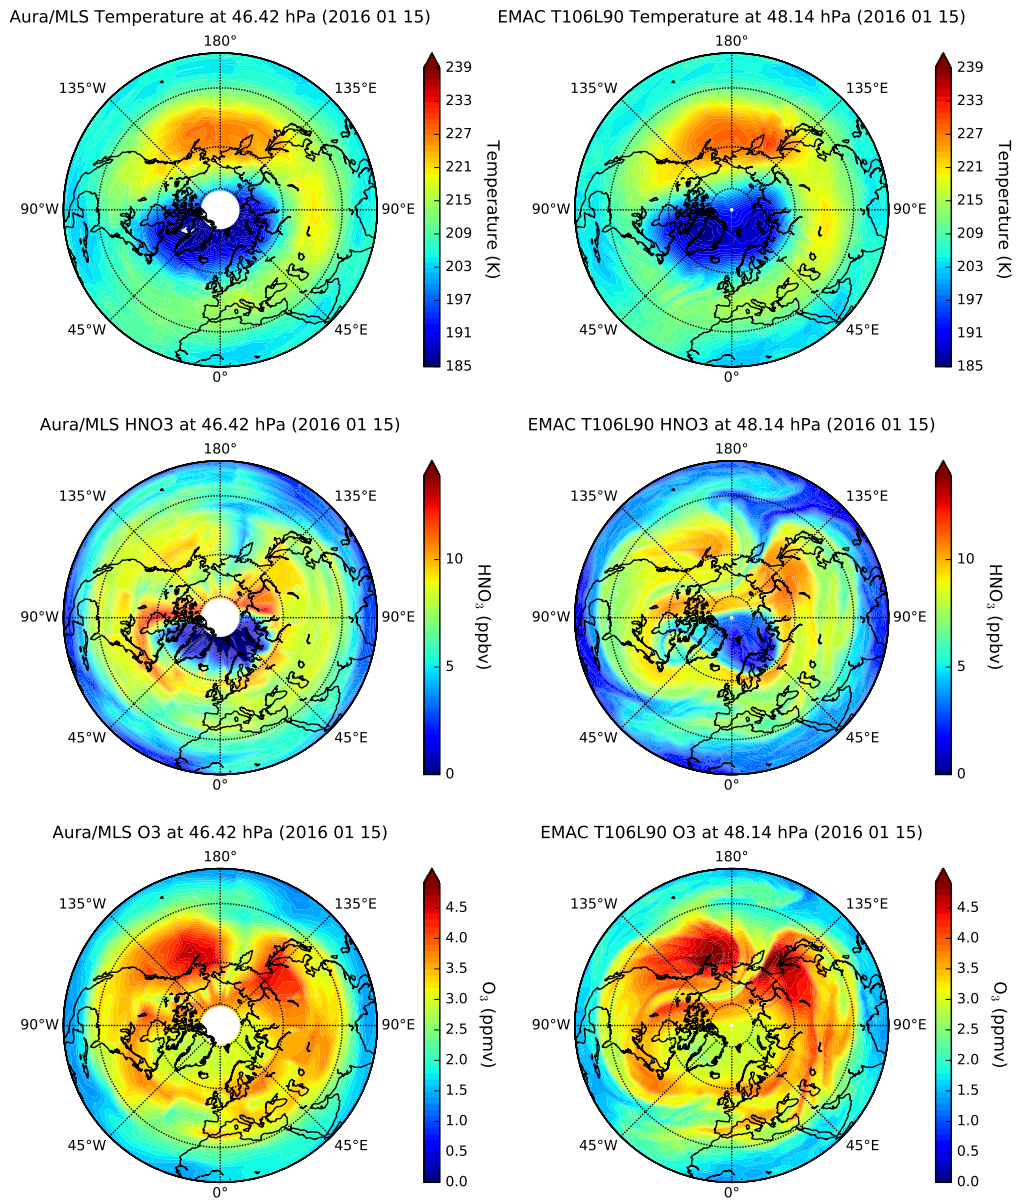 Aura/MLS Temperature at 46.42 hPa (2016 01 15)
180°
135°W
135°E
90°W
90°E
45°W
45°E
0°
239
233
227
221
215
209
203
197
191
185
Temperature (K)
EMAC T106L90 Temperature at 48.14 hPa (2016 01 15)
180°
135°W
135°E
90°W
90°E
45°W
45°E
0°
239
233
227
221
215
209
203
197
191
185
Temperature (K)
Aura/MLS HNO3 at 46.42 hPa (2016 01 15)
180°
135°W
135°E
90°W
90°E
45°W
45°E
0°
10
5
0
HNO₃ (ppbv)
EMAC T106L90 HNO3 at 48.14 hPa (2016 01 15)
180°
135°W
135°E
90°W
90°E
45°W
45°E
0°
10
5
0
HNO₃ (ppbv)
Aura/MLS O3 at 46.42 hPa (2016 01 15)
180°
135°W
135°E
90°W
90°E
45°W
45°E
0°
4.5
4.0
3.5
3.0
2.5
2.0
1.5
1.0
0.5
0.0
O₃ (ppmv)
EMAC T106L90 O3 at 48.14 hPa (2016 01 15)
180°
135°W
135°E
90°W
90°E
45°W
45°E
0°
4.5
4.0
3.5
3.0
2.5
2.0
1.5
1.0
0.5
0.0
O₃ (ppmv)